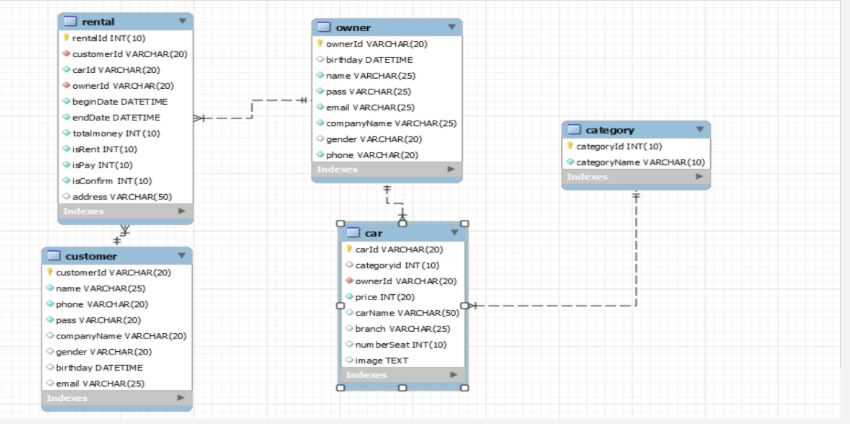 rental
rentalId INT(10)
customerId VARCHAR(20)
carId VARCHAR(20)
ownerId VARCHAR(20)
beginDate DATETIME
endDate DATETIME
totalmoney INT(10)
isRent INT(10)
isPay INT(10)
isConfirm INT(10)
address VARCHAR(50)
Indexes
owner
ownerId VARCHAR(20)
birthday DATETIME
name VARCHAR(25)
pass VARCHAR(25)
email VARCHAR(25)
companyName VARCHAR(25)
gender VARCHAR(20)
phone VARCHAR(20)
Indexes
category
categoryId INT(10)
categoryName VARCHAR(10)
Indexes
customer
customerId VARCHAR(20)
name VARCHAR(25)
phone VARCHAR(20)
pass VARCHAR(20)
companyName VARCHAR(20)
gender VARCHAR(20)
birthday DATETIME
email VARCHAR(25)
Indexes
car
carId VARCHAR(20)
categoryid INT(10)
ownerId VARCHAR(20)
price INT(20)
carName VARCHAR(50)
branch VARCHAR(25)
numberSeat INT(10)
image TEXT
Indexes